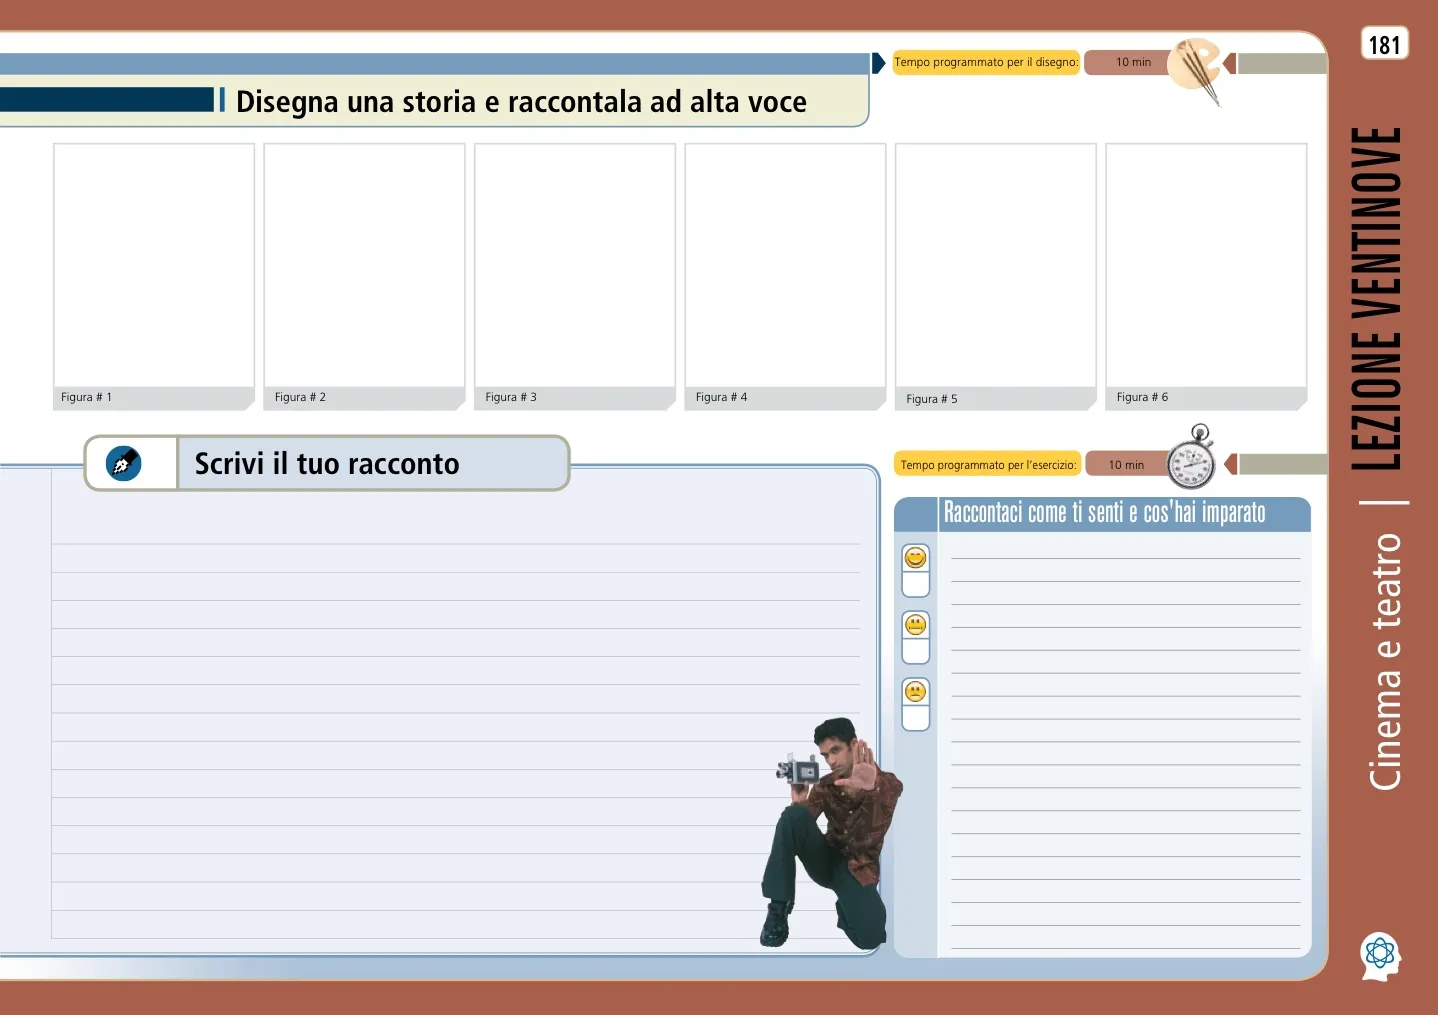 Tempo programmato per il disegno:
10 min
181
Disegna una storia e raccontala ad alta voce
Figura # 1
Figura # 2
Figura # 3
Figura # 4
Figura # 5
Figura # 6
Scrivi il tuo racconto
Tempo programmato per l'esercizio:
10 min
Raccontaci come ti senti e cos'hai imparato
LEZIONE VENTINOVE
Cinema e teatro